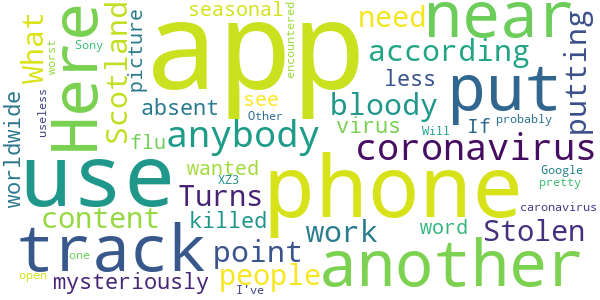 seasonal
app
near
need
What
Here
Scotland
picture
Sony
worst
encountered
according
putting
less
put
absent
see
Other
bloody
If
worldwide
useless
anybody
flu
virus
Will
probably
coronavirus
use
phone
wanted
XZ3
Google
pretty
Turns
content
killed
work
word
Stolen
caronavirus
track
point
another
people
mysteriously
open
one
I've